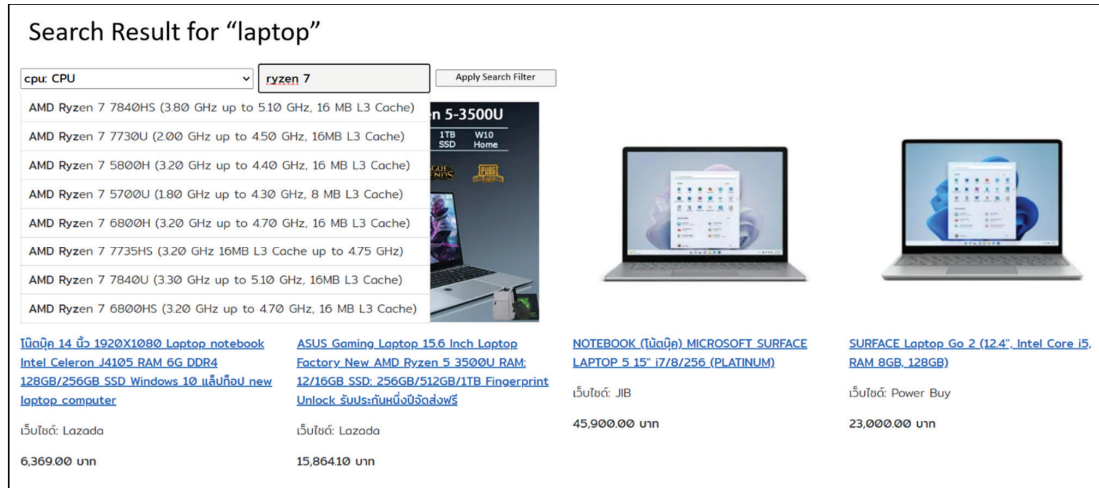 Search Result for “laptop”
cpu: CPU
ryzen 7
Apply Search Filter
AMD Ryzen 7 7840HS (3.80 GHz up to 5.10 GHz, 16 MB L3 Cache)
AMD Ryzen 7 7730U (2.00 GHz up to 4.50 GHz, 16MB L3 Cache)
AMD Ryzen 7 5800H (3.20 GHz up to 4.40 GHz, 16 MB L3 Cache)
AMD Ryzen 7 5700U (1.80 GHz up to 4.30 GHz, 8 MB L3 Cache)
AMD Ryzen 7 6800H (3.20 GHz up to 4.70 GHz, 16 MB L3 Cache)
AMD Ryzen 7 7735HS (3.20 GHz 16MB L3 Cache up to 4.75 GHz)
AMD Ryzen 7 7840U (3.30 GHz up to 5.10 GHz, 16MB L3 Cache)
AMD Ryzen 7 6800HS (3.20 GHz up to 4.70 GHz, 16 MB L3 Cache)
n 5-3500U
1TB W10
SSD Home
PUBG
โน๊ตบุ๊ค 14 นิ้ว 1920X1080 Laptop notebook
Intel Celeron J4105 RAM 6G DDR4
128GB/256GB SSD Windows 10 แล็ปท็อป new
laptop computer
เว็บไซต์: Lazada
6,369.00 บาท
ASUS Gaming Laptop 15.6 Inch Laptop
Factory New AMD Ryzen 5 3500U RAM:
12/16GB SSD: 256GB/512GB/1TB Fingerprint
Unlock รับประกันหนึ่งปีจัดส่งฟรี
เว็บไซต์: Lazada
15,864.10 บาท
NOTEBOOK (โน้ตบุ๊ค) MICROSOFT SURFACE
LAPTOP 5 15" i7/8/256 (PLATINUM)
เว็บไซต์: JIB
45,900.00 บาท
SURFACE Laptop Go 2 (12.4", Intel Core i5,
RAM 8GB, 128GB)
เว็บไซต์: Power Buy
23,000.00 บาท